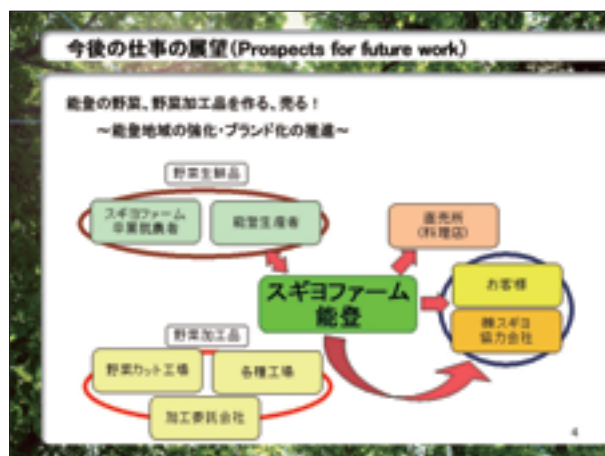 今後の仕事の展望(Prospects for future work)
能登の野菜、野菜加工品を作る、売る！
～能登地域の強化・ブランド化の推進～
野菜生鮮品
スギヨファーム
卒業就農者
能登生産者
直売所
(料理店)
スギヨファーム
能登
お客様
㈱スギヨ
協力会社
野菜加工品
野菜カット工場
各種工場
加工委託会社
4